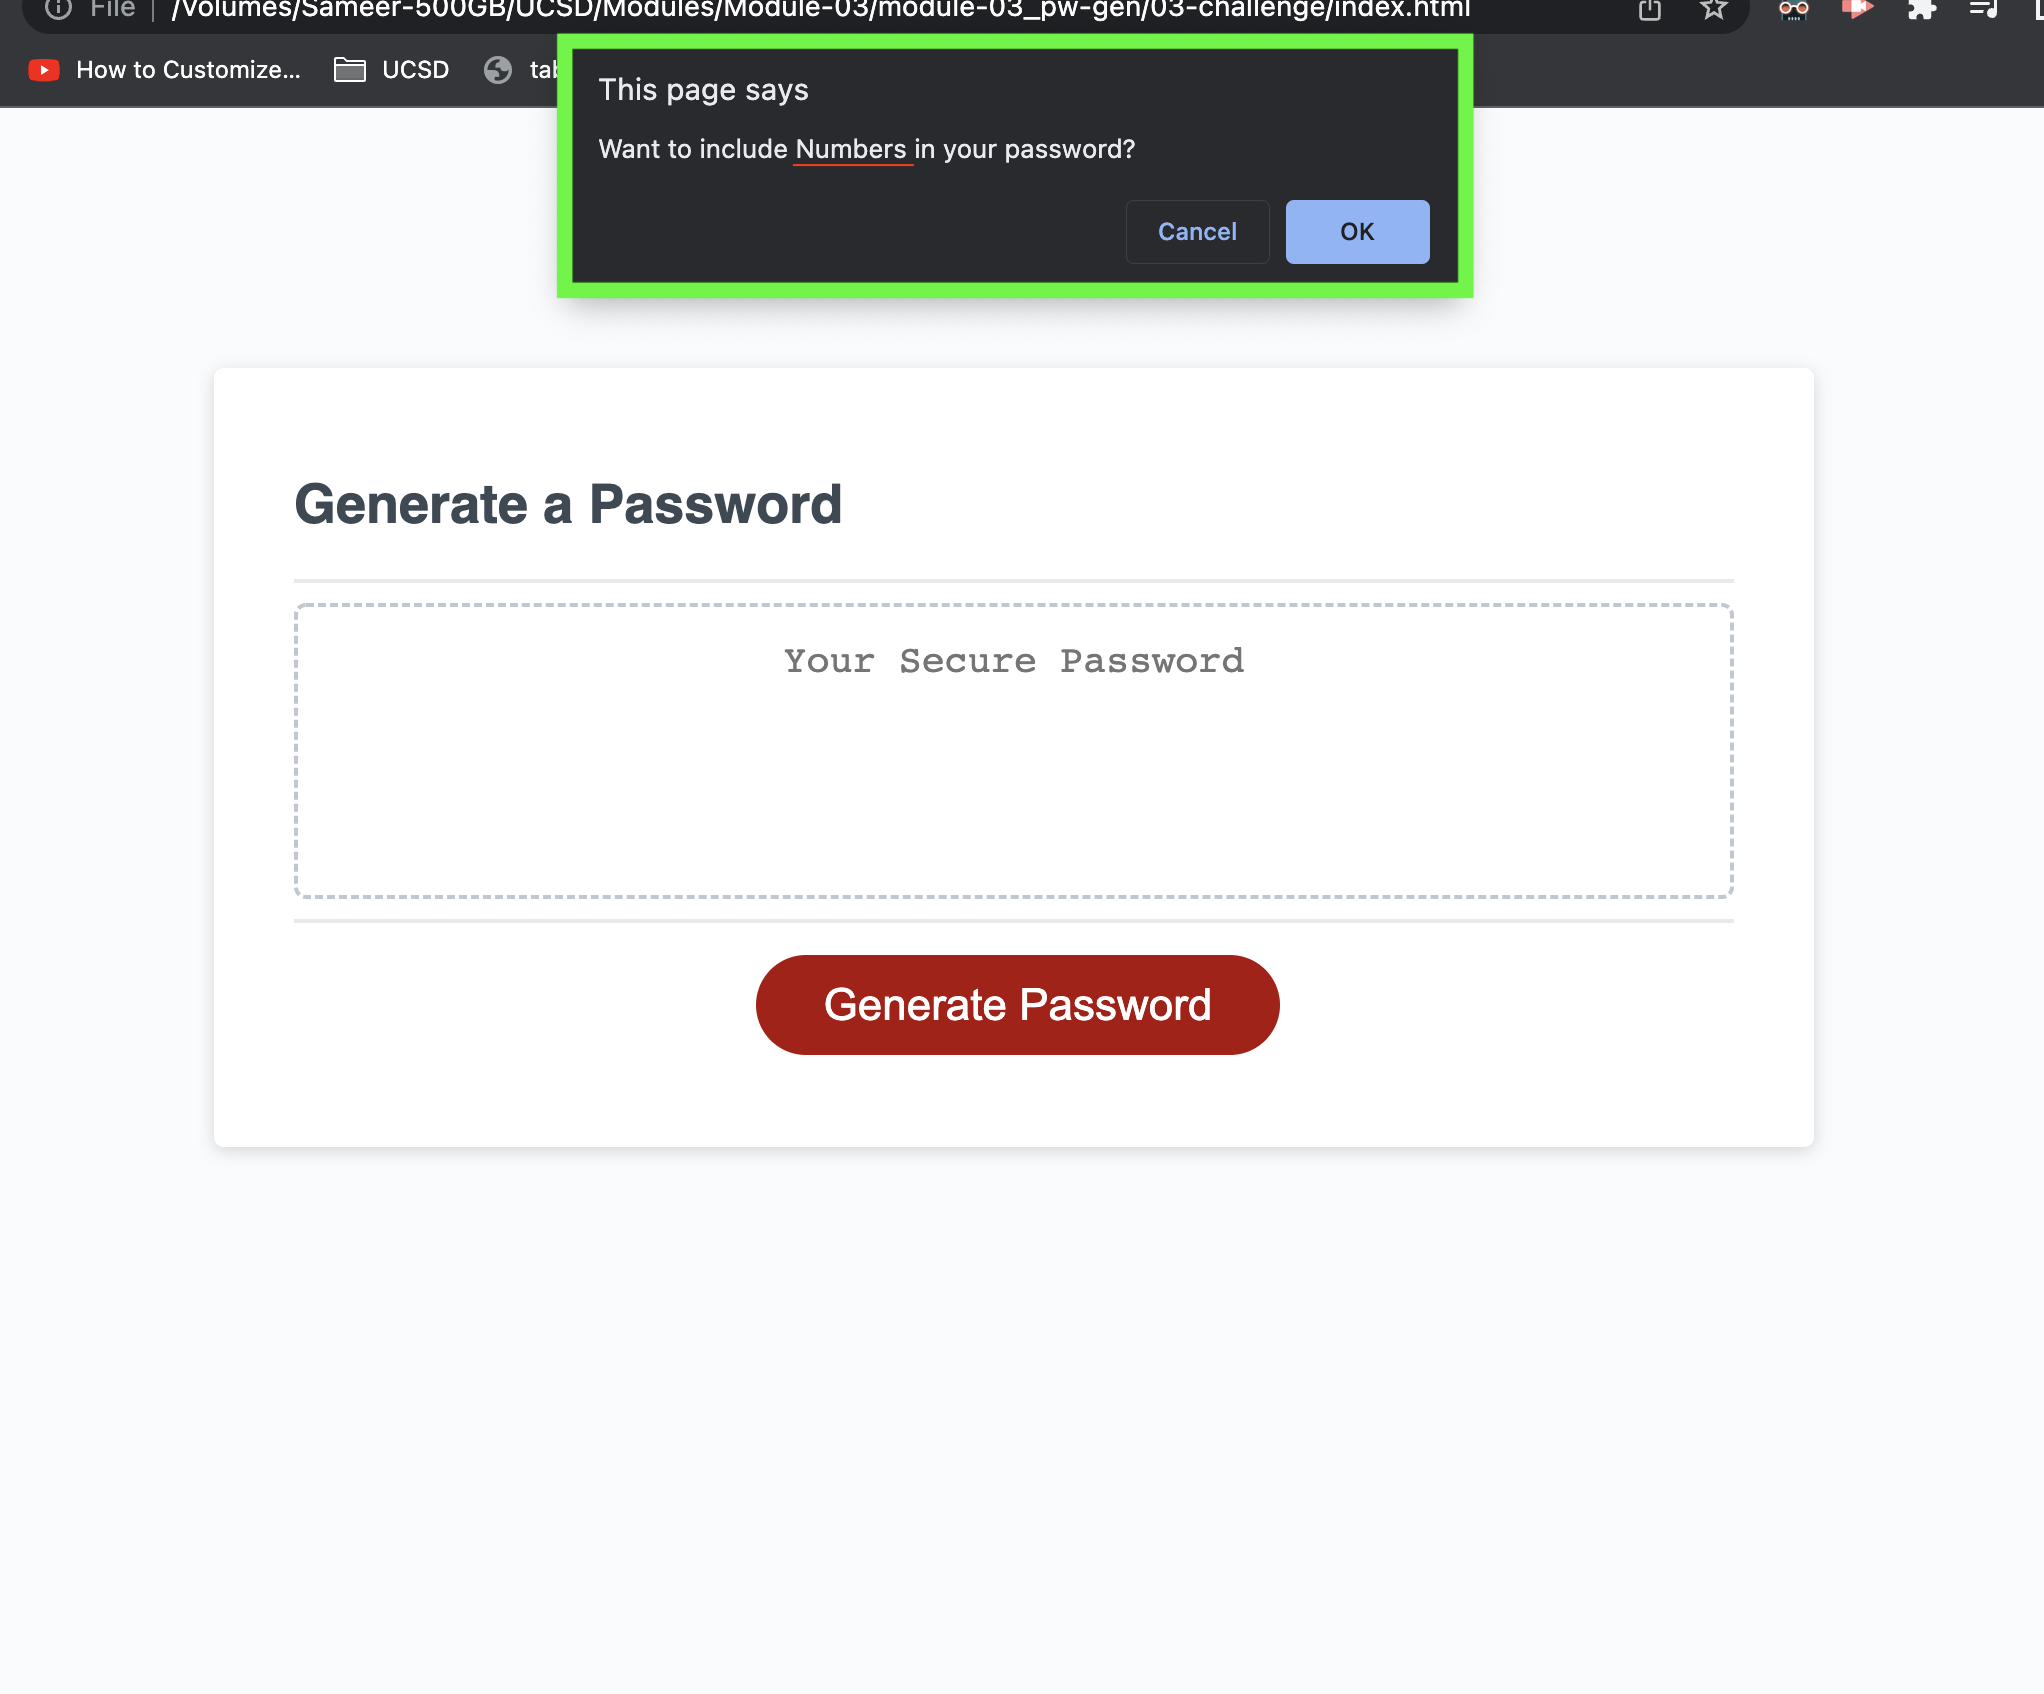 File /Volumes/Sameer-500GB/UCSD/Modules/Module-03/module-03_pw-gen/03-challenge/index.html
How to Customize... UCSD
This page says
Want to include Numbers in your password?
Cancel OK
Generate a Password
Your Secure Password
Generate Password